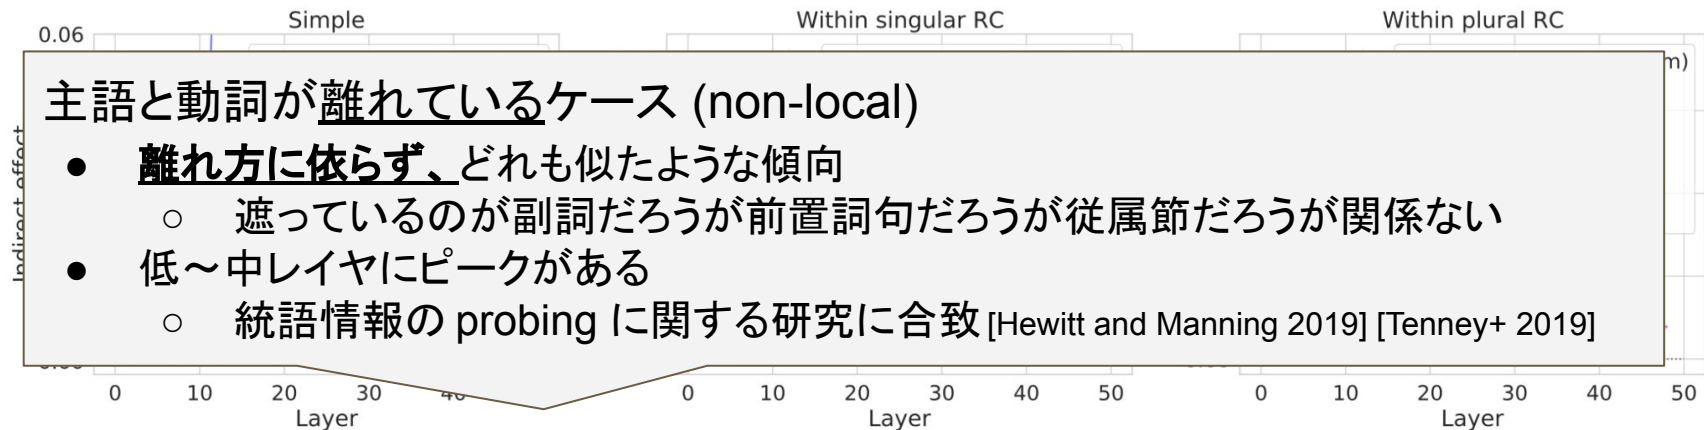 Simple Within singular RC Within plural RC
0.06
m)
主語と動詞が離れているケース (non-local)
● 離れ方に依らず、どれも似たような傾向
○ 遮っているのが副詞だろうが前置詞句だろうが従属節だろうが関係ない
● 低～中レイヤにピークがある
○ 統語情報の probing に関する研究に合致 [Hewitt and Manning 2019] [Tenney+ 2019]
Indirect effect
0 10 20 30 40 0 10 20 30 40 50 0 10 20 30 40 50
Layer Layer Layer